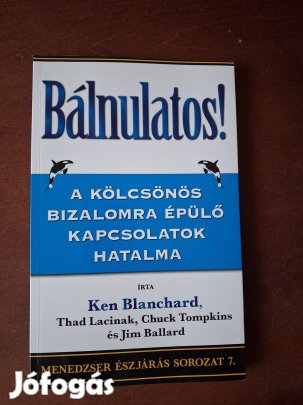 Bálnulatos!
A KÖLCSÖNÖS
BIZALOMRA ÉPÜLŐ
KAPCSOLATOK
HATALMA
ÍRTA
Ken Blanchard,
Thad Lacinak, Chuck Tompkins
és Jim Ballard
MENEDZSER ÉSZJÁRÁS SOROZAT 7.
Jófogás